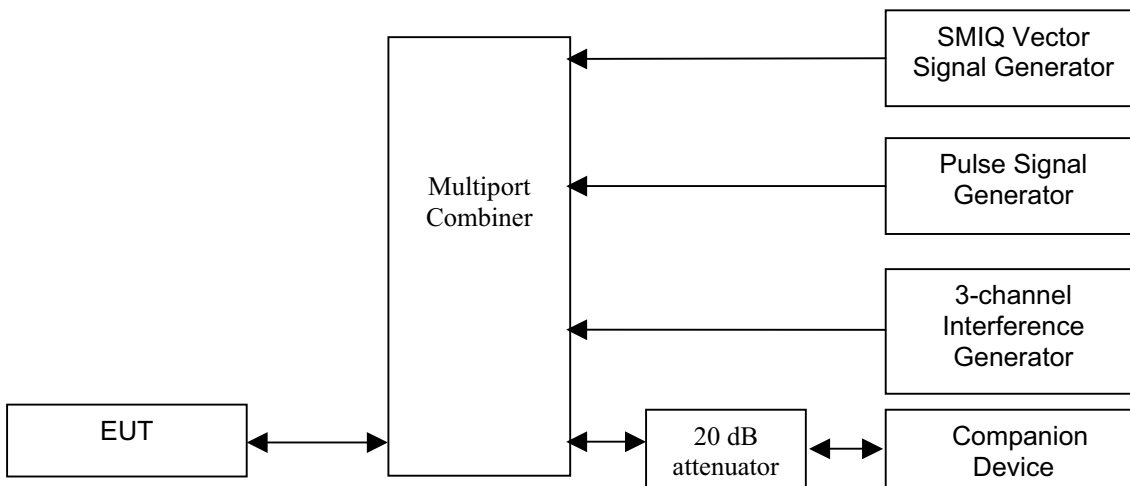 SMIQ Vector
Signal Generator
Pulse Signal
Generator
Multiport
Combiner
3-channel
Interference
Generator
EUT
20 dB
attenuator
Companion
Device